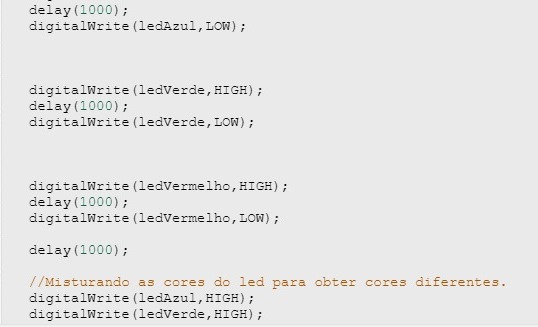 delay(1000);
digitalWrite(ledAzul,LOW);
digitalWrite(ledVerde,HIGH);
delay(1000);
digitalWrite(ledVerde,LOW);
digitalWrite(ledVermelho,HIGH);
delay(1000);
digitalWrite(ledVermelho,LOW);
delay(1000);
//Misturando as cores do led para obter cores diferentes.
digitalWrite(ledAzul,HIGH);
digitalWrite(ledVerde,HIGH);